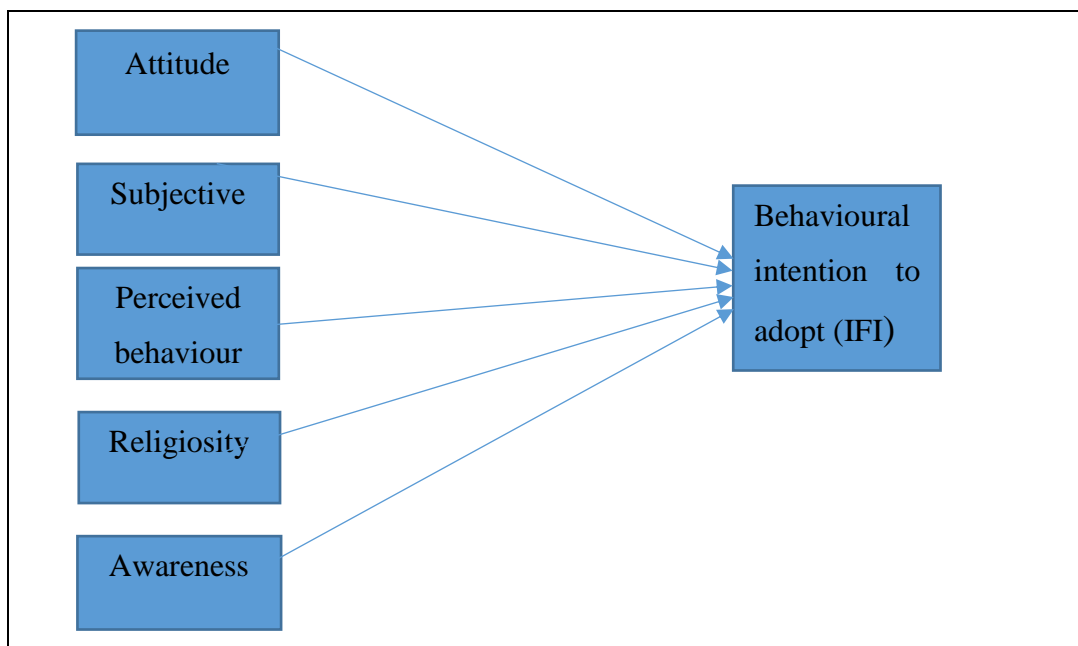 Attitude
Subjective
Perceived
behaviour
Religiosity
Awareness
Behavioural
intention to
adopt (IFI)